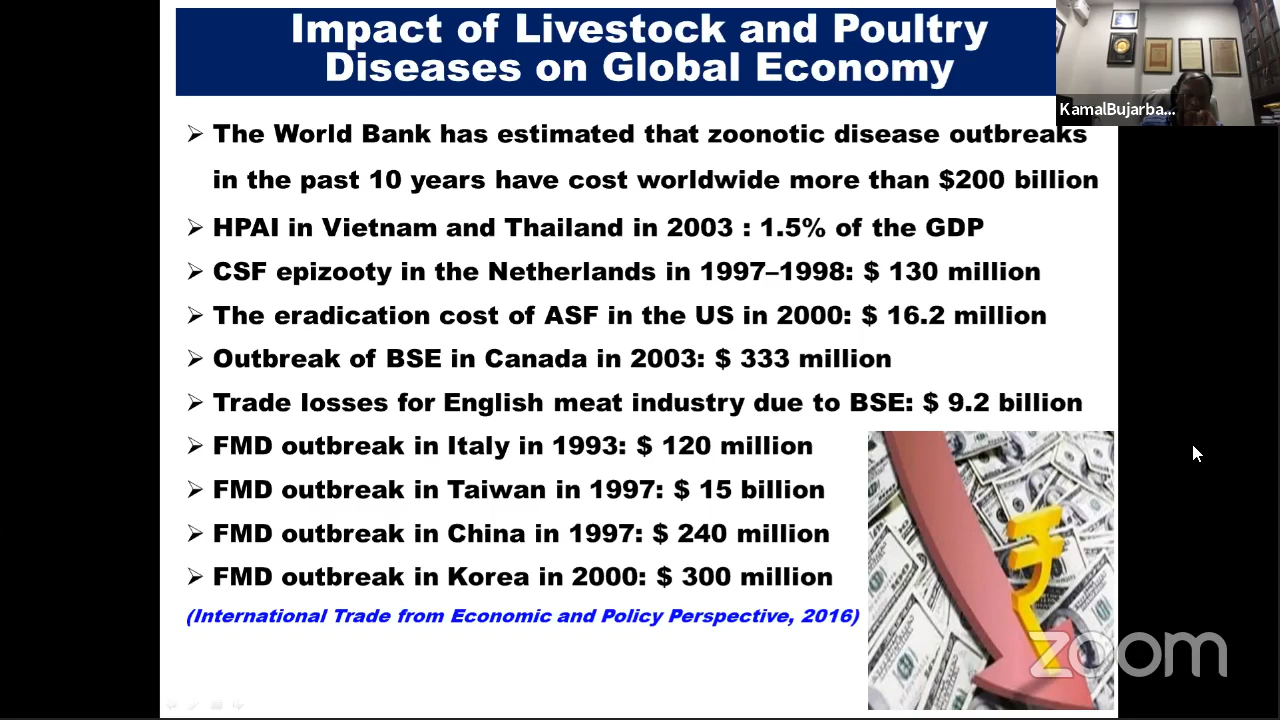 Impact of Livestock and Poultry
Diseases on Global Economy
KamalBujarba...
➢ The World Bank has estimated that zoonotic disease outbreaks
in the past 10 years have cost worldwide more than $200 billion
➢ HPAI in Vietnam and Thailand in 2003 : 1.5% of the GDP
➢ CSF epizooty in the Netherlands in 1997–1998: $ 130 million
➢ The eradication cost of ASF in the US in 2000: $ 16.2 million
➢ Outbreak of BSE in Canada in 2003: $ 333 million
➢ Trade losses for English meat industry due to BSE: $ 9.2 billion
➢ FMD outbreak in Italy in 1993: $ 120 million
➢ FMD outbreak in Taiwan in 1997: $ 15 billion
➢ FMD outbreak in China in 1997: $ 240 million
➢ FMD outbreak in Korea in 2000: $ 300 million
(International Trade from Economic and Policy Perspective, 2016)
zoom